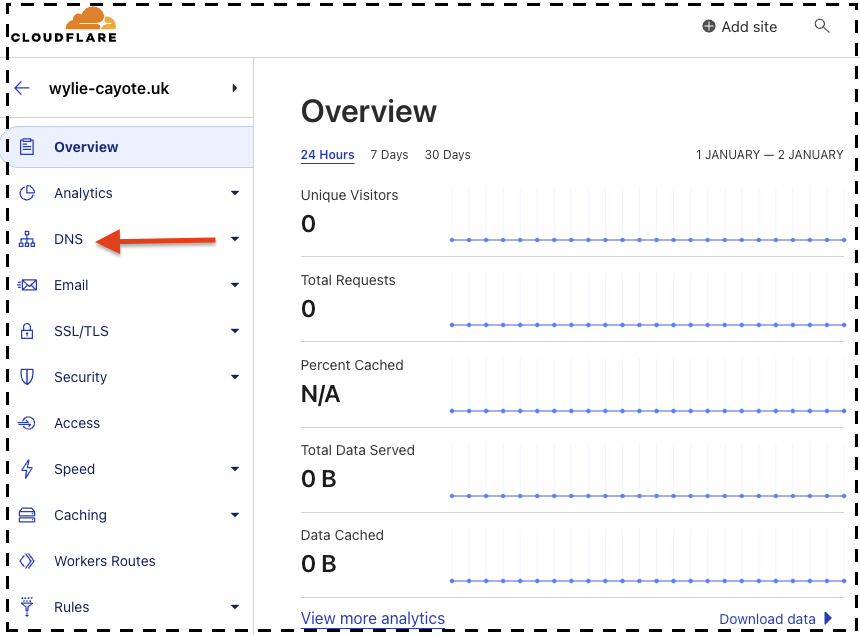 CLOUDFLARE
Add site
wylie-cayote.uk
Overview
Analytics
DNS
Email
SSL/TLS
Security
Access
Speed
Caching
Workers Routes
Rules
Overview
24 Hours 7 Days 30 Days 1 JANUARY — 2 JANUARY
Unique Visitors
0
Total Requests
0
Percent Cached
N/A
Total Data Served
0 B
Data Cached
0 B
View more analytics Download data